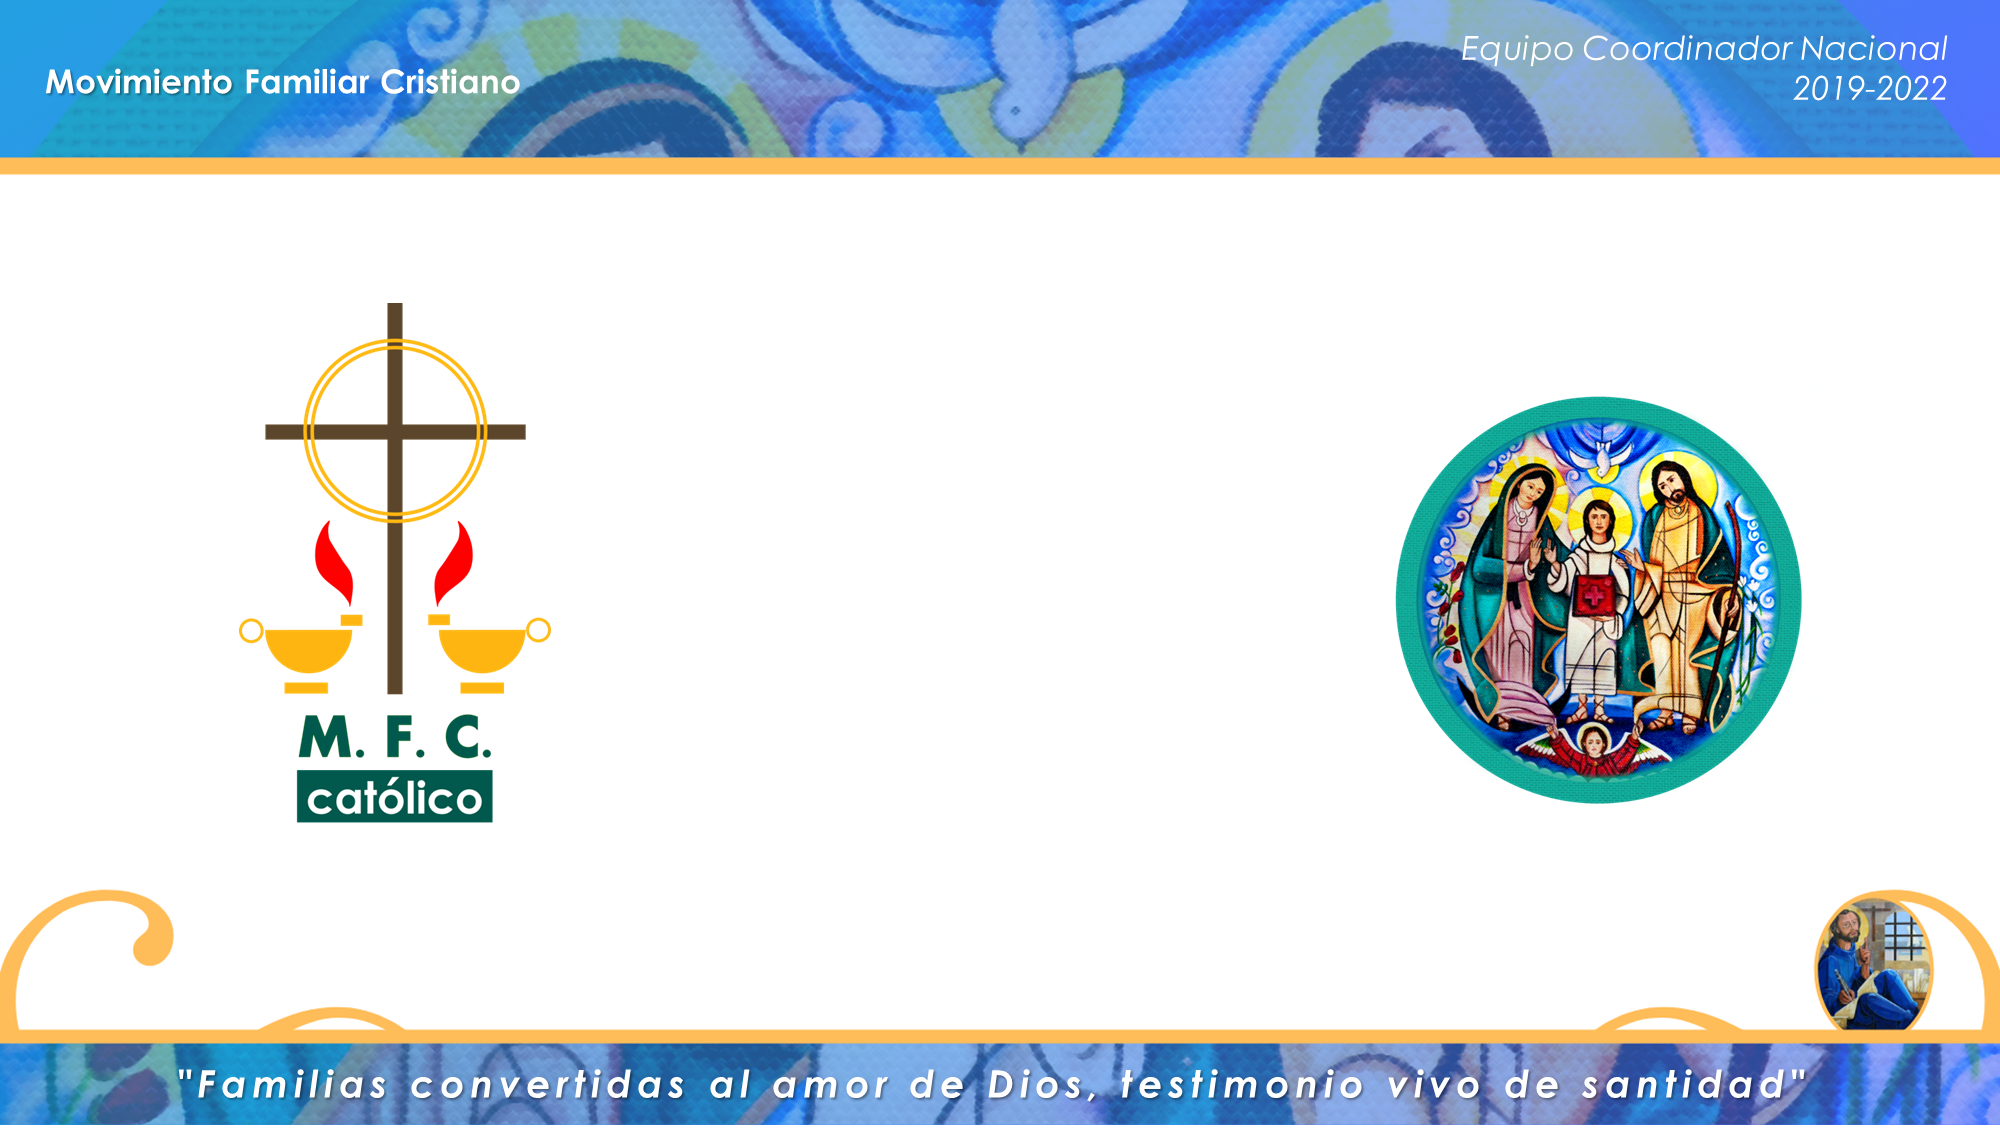 Movimiento Familiar Cristiano
Equipo Coordinador Nacional
2019-2022
M. F. C.
católico
"Familias convertidas al amor de Dios, testimonio vivo de santidad"